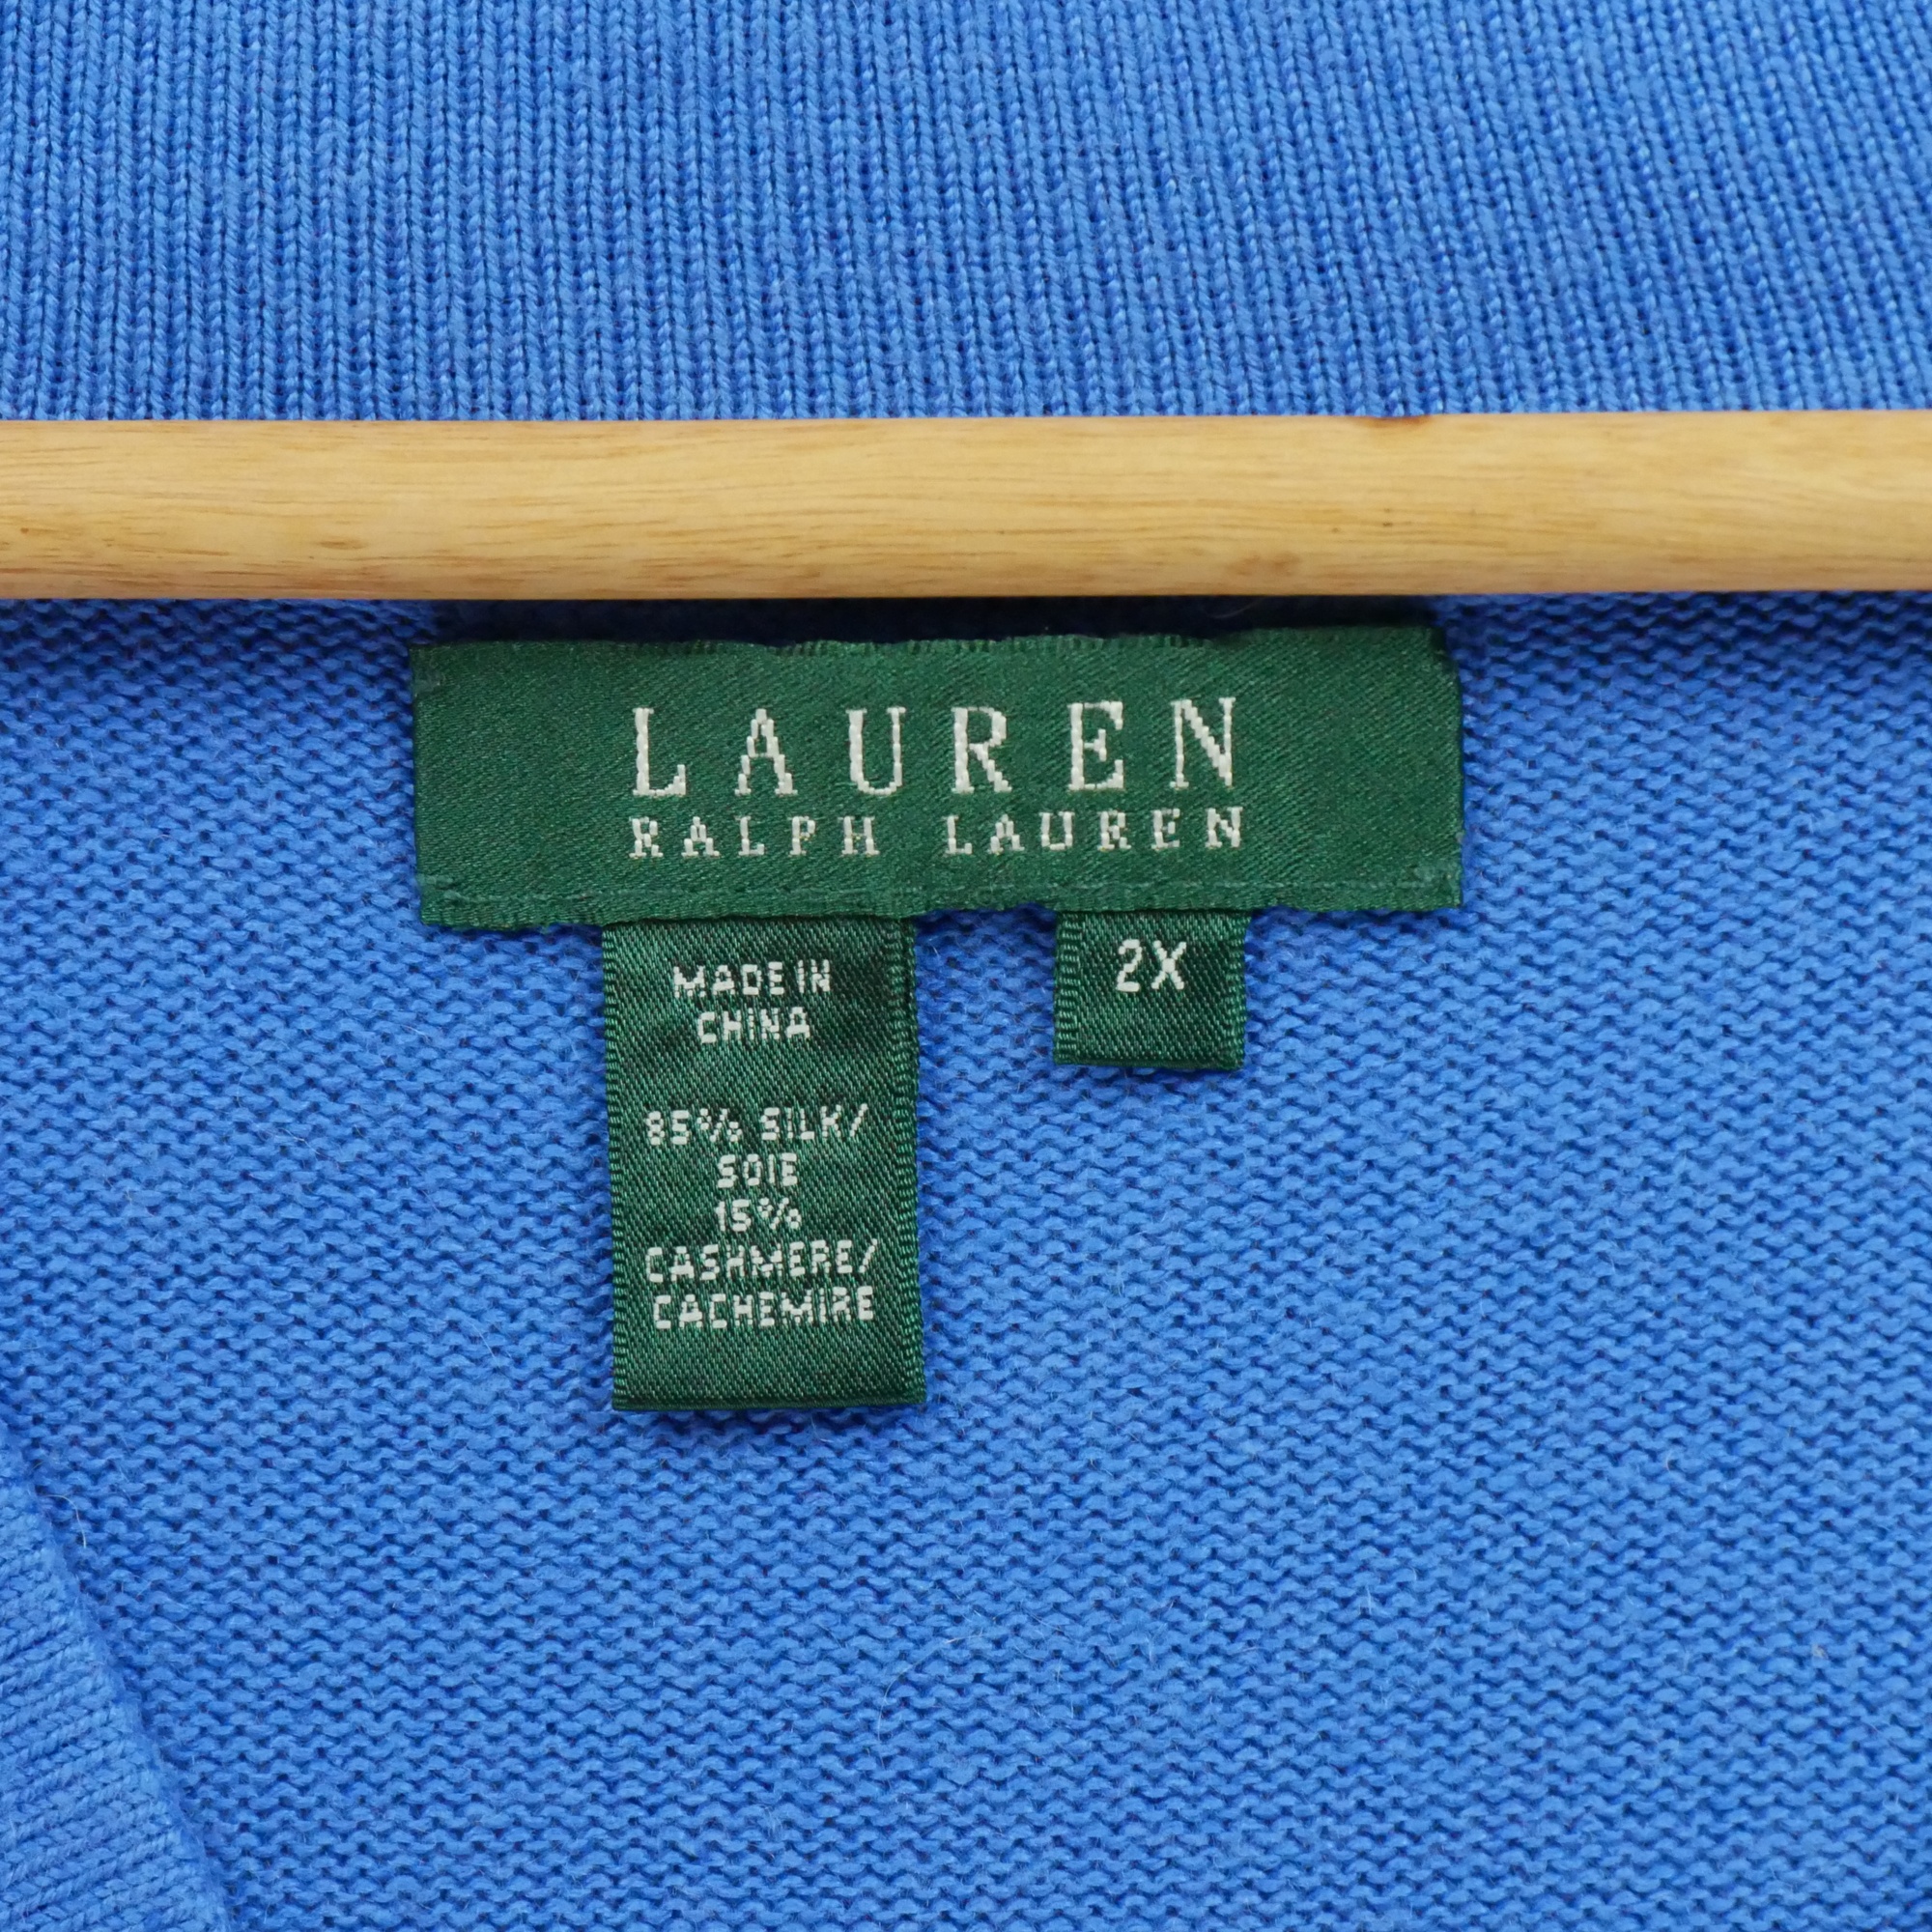 LAUREN
RALPH LAUREN
MADE IN
CHINA
85% SILK/
SOIE
15%
CASHMERE/
CACHEMIRE
2X